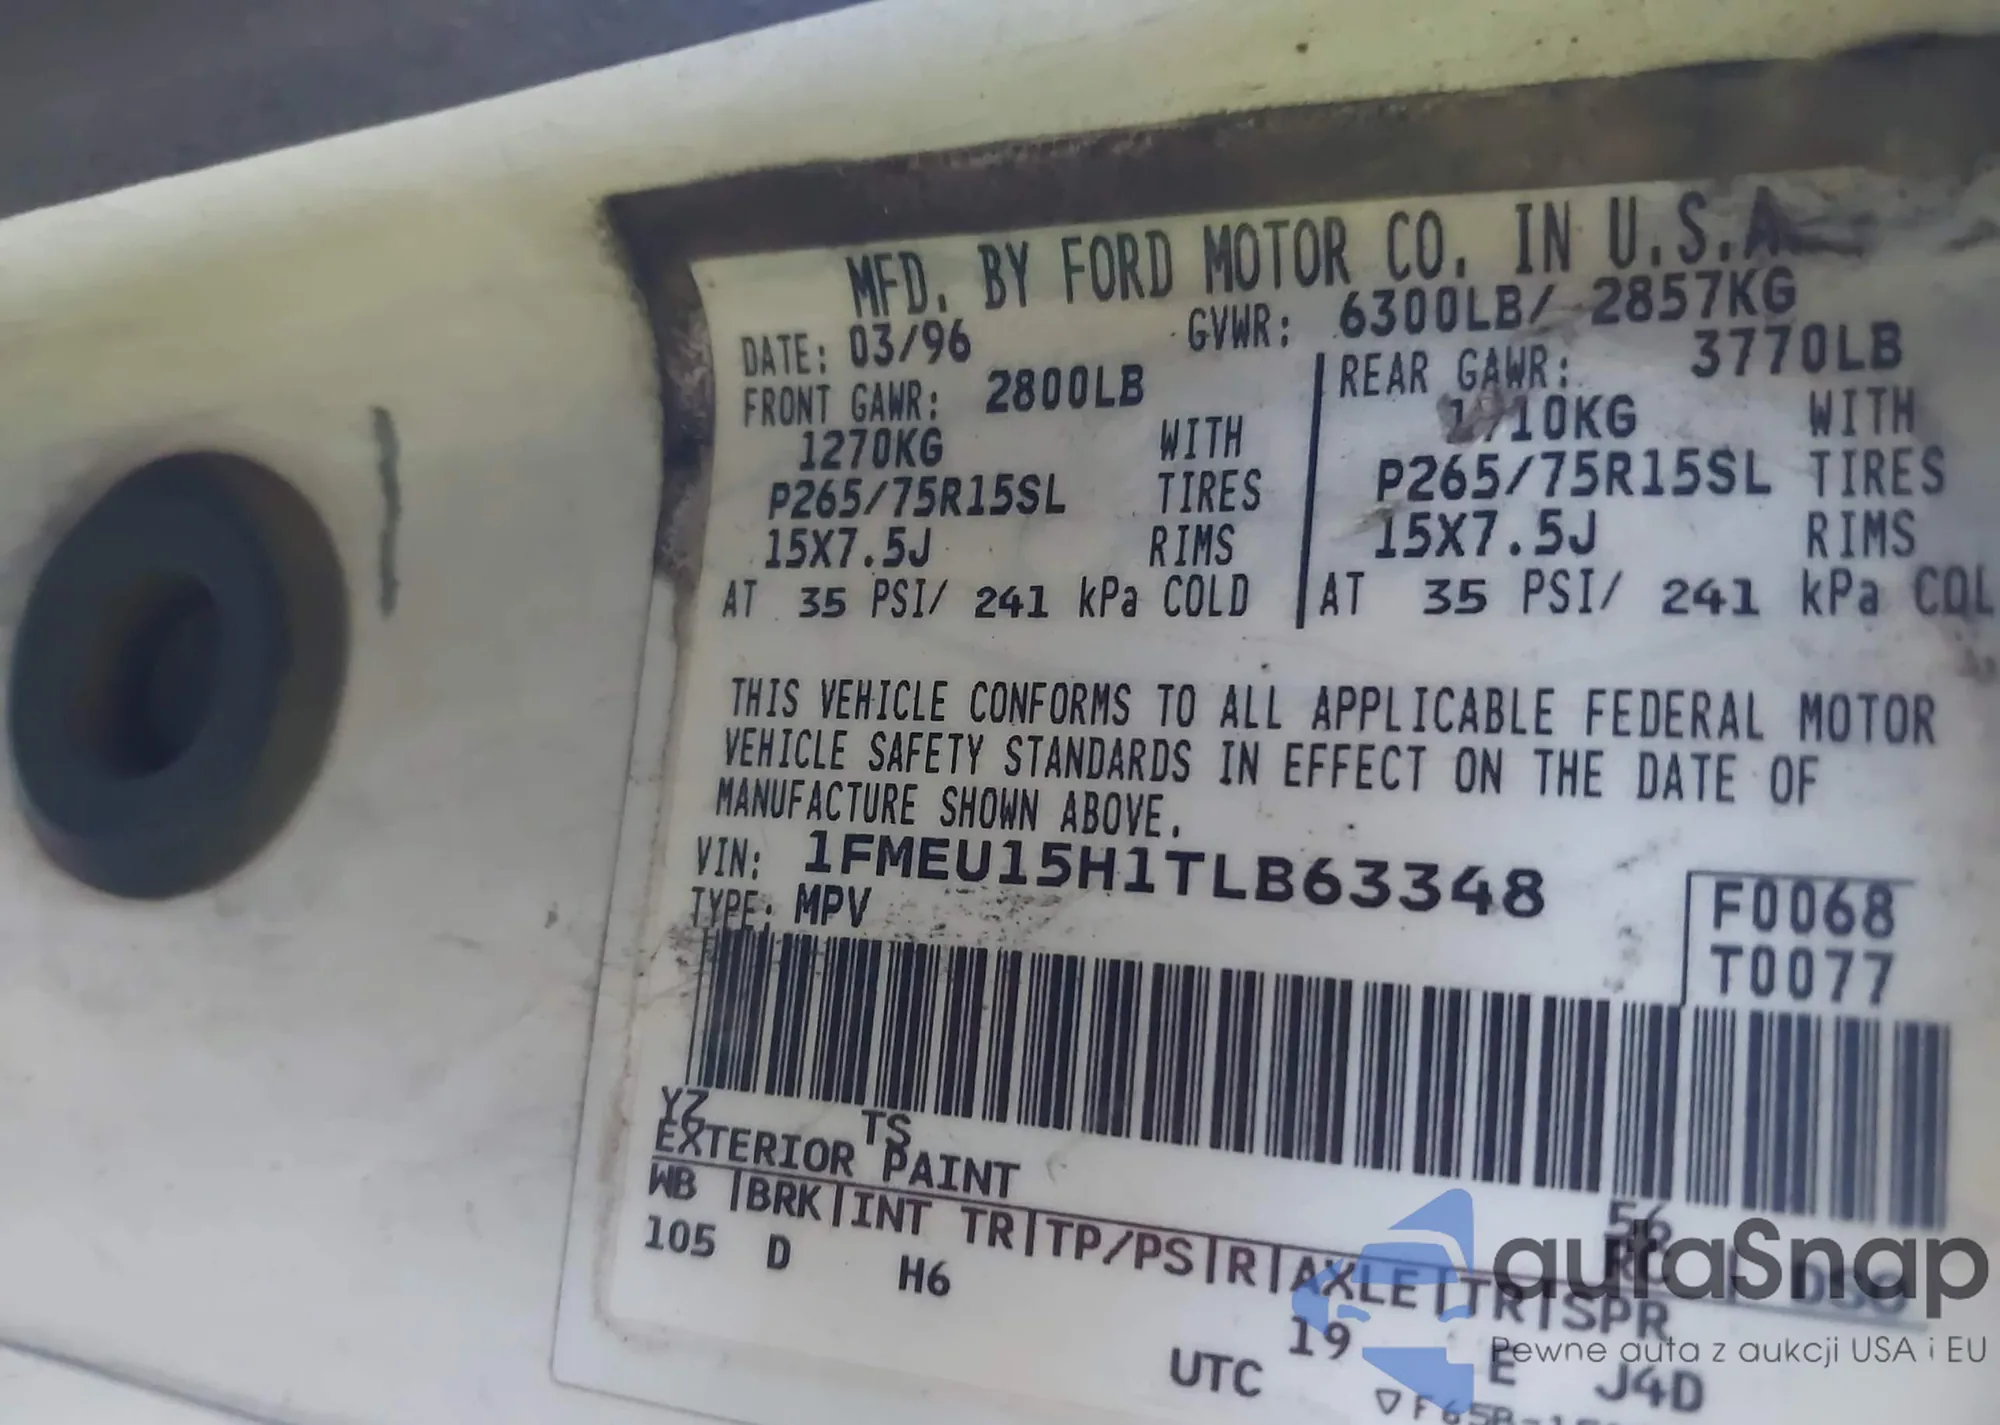 MFD. BY FORD MOTOR CO. IN U.S.A
DATE: 03/96 GVWR: 6300LB/ 2857KG
FRONT GAWR: 2800LB REAR GAWR: 3770LB
1270KG WITH 1710KG WITH
P265/75R15SL TIRES P265/75R15SL TIRES
15X7.5J RIMS 15X7.5J RIMS
AT 35 PSI/ 241 kPa COLD AT 35 PSI/ 241 kPa COL
THIS VEHICLE CONFORMS TO ALL APPLICABLE FEDERAL MOTOR
VEHICLE SAFETY STANDARDS IN EFFECT ON THE DATE OF
MANUFACTURE SHOWN ABOVE.
VIN: 1FMEU15H1TLB63348
TYPE: MPV
F0068
T0077
YZ TS
EXTERIOR PAINT
56
WB |BRK|INT TR|TP/PS|R|AXLE|TR|SPR
105 D H6 19 E J4D
UTC
autaSnap
Pewne auta z aukcji USA i EU